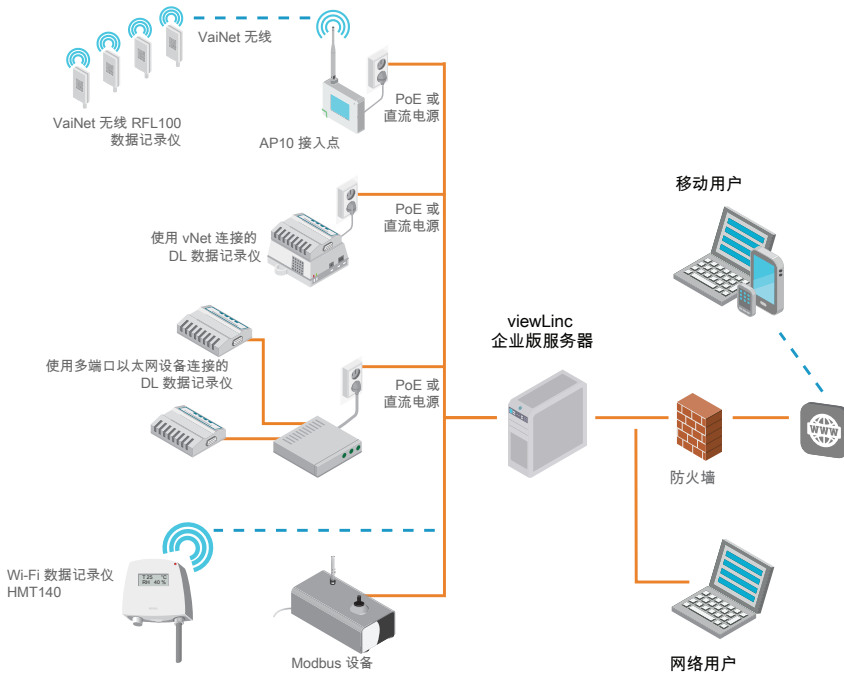 VaiNet 无线
VaiNet 无线 RFL100
数据记录仪
AP10 接入点
PoE 或
直流电源
使用 vNet 连接的
DL 数据记录仪
PoE 或
直流电源
使用多端口以太网设备连接的
DL 数据记录仪
PoE 或
直流电源
Wi-Fi 数据记录仪
HMT140
T 25 °C
RH 40 %
Modbus 设备
viewLinc
企业版服务器
移动用户
防火墙
WWW
网络用户